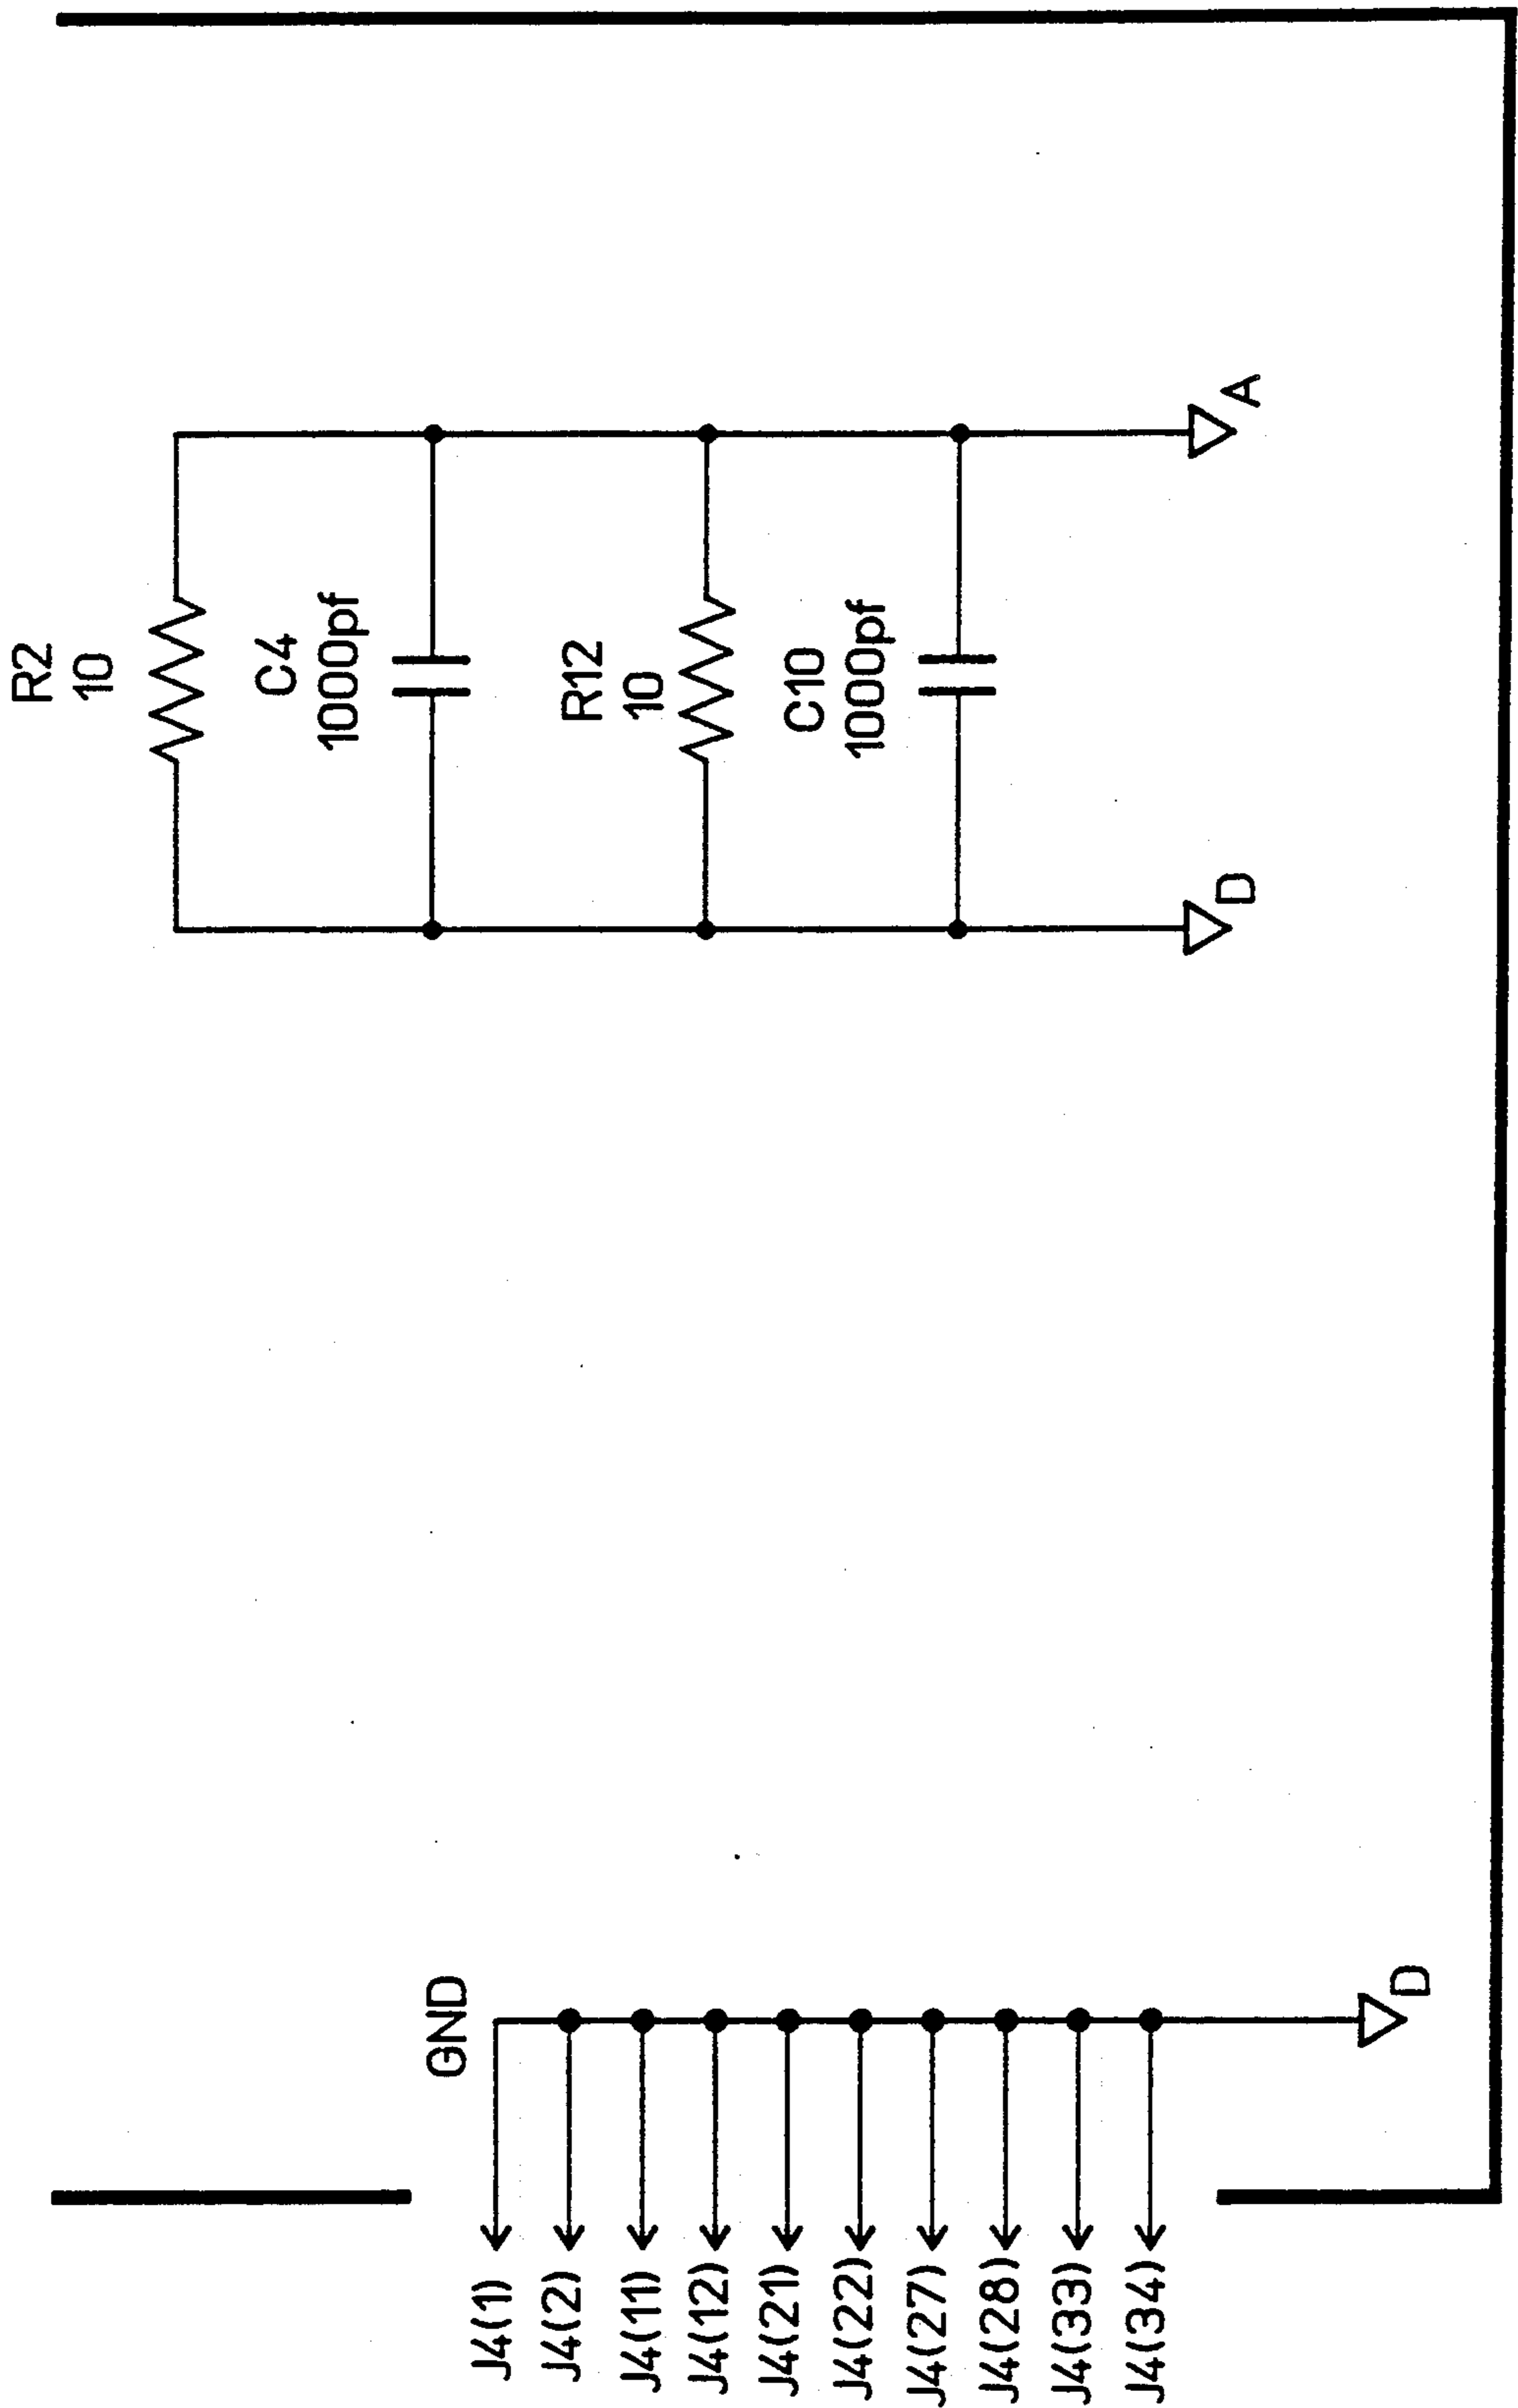 R2
10
C4
1000pf
R12
10
C10
1000pf
D
A
GND
J4(1)
J4(2)
J4(11)
J4(12)
J4(21)
J4(22)
J4(27)
J4(28)
J4(33)
J4(34)
D